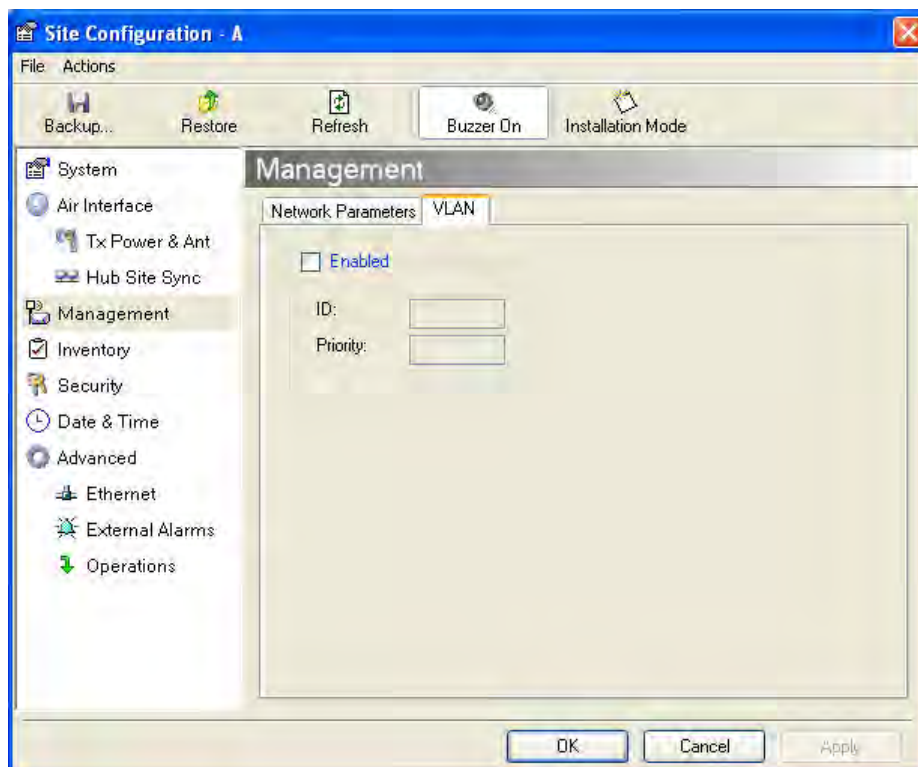 Site Configuration - A
File Actions
Backup... Restore Refresh Buzzer On Installation Mode
System
Air Interface
Tx Power & Ant
Hub Site Sync
Management
Inventory
Security
Date & Time
Advanced
Ethernet
External Alarms
Operations
Management
Network Parameters VLAN
Enabled
ID:
Priority:
OK Cancel Apply